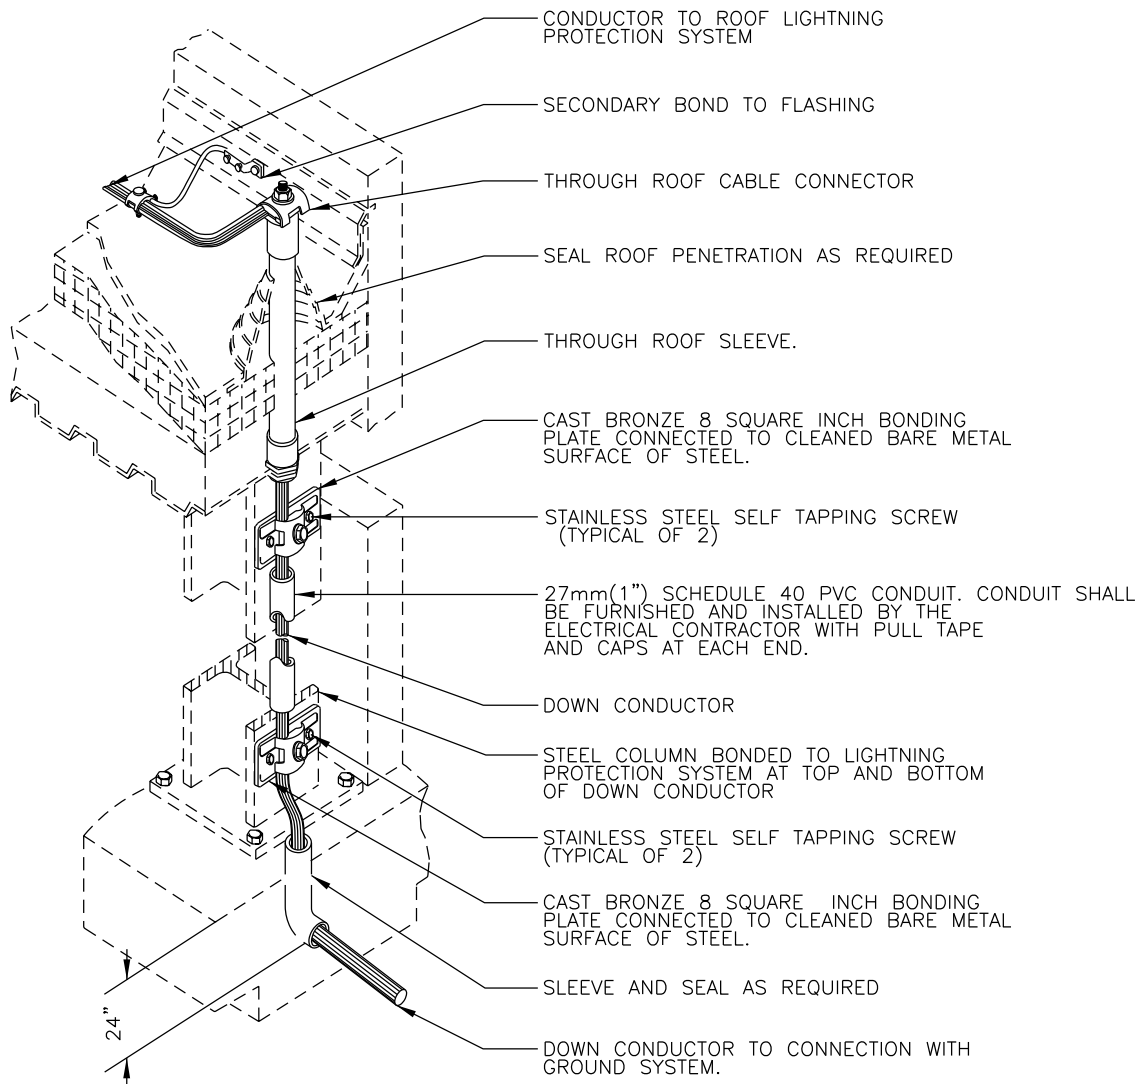 CONDUCTOR TO ROOF LIGHTNING
PROTECTION SYSTEM
SECONDARY BOND TO FLASHING
THROUGH ROOF CABLE CONNECTOR
SEAL ROOF PENETRATION AS REQUIRED
THROUGH ROOF SLEEVE.
CAST BRONZE 8 SQUARE INCH BONDING
PLATE CONNECTED TO CLEANED BARE METAL
SURFACE OF STEEL.
STAINLESS STEEL SELF TAPPING SCREW
(TYPICAL OF 2)
27mm(1") SCHEDULE 40 PVC CONDUIT. CONDUIT SHALL
BE FURNISHED AND INSTALLED BY THE
ELECTRICAL CONTRACTOR WITH PULL TAPE
AND CAPS AT EACH END.
DOWN CONDUCTOR
STEEL COLUMN BONDED TO LIGHTNING
PROTECTION SYSTEM AT TOP AND BOTTOM
OF DOWN CONDUCTOR
STAINLESS STEEL SELF TAPPING SCREW
(TYPICAL OF 2)
CAST BRONZE 8 SQUARE INCH BONDING
PLATE CONNECTED TO CLEANED BARE METAL
SURFACE OF STEEL.
SLEEVE AND SEAL AS REQUIRED
24"
DOWN CONDUCTOR TO CONNECTION WITH
GROUND SYSTEM.